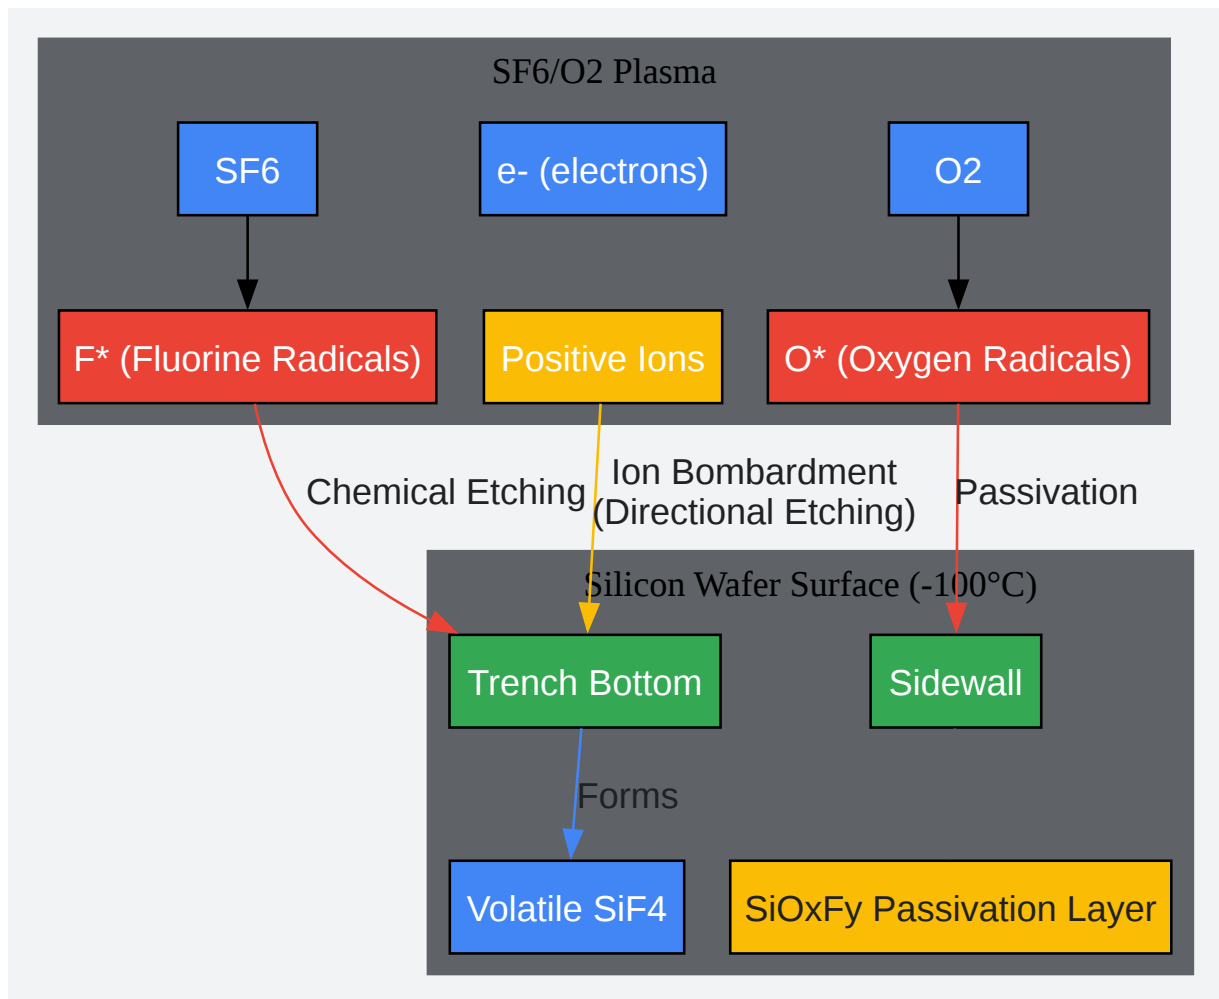 SF6/O2 Plasma
SF6
e- (electrons)
O2
F* (Fluorine Radicals)
Positive Ions
O* (Oxygen Radicals)
Chemical Etching
Ion Bombardment
(Directional Etching)
Passivation
Silicon Wafer Surface (-100°C)
Trench Bottom
Sidewall
Forms
Volatile SiF4
SiOxFy Passivation Layer